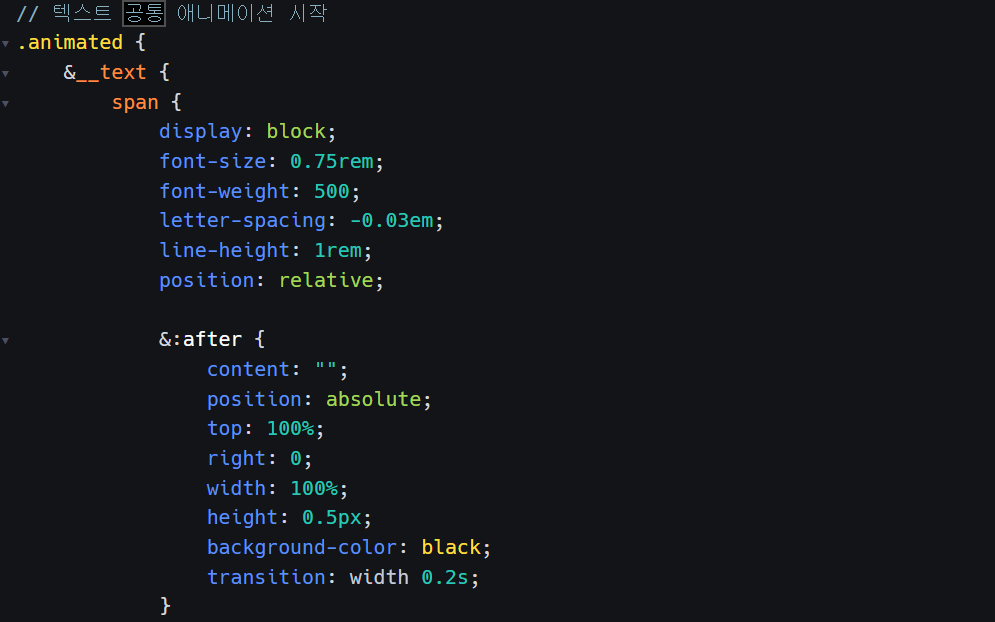 // 텍스트 공통 애니메이션 시작
.animated {
    &__text {
        span {
            display: block;
            font-size: 0.75rem;
            font-weight: 500;
            letter-spacing: -0.03em;
            line-height: 1rem;
            position: relative;

            &:after {
                content: "";
                position: absolute;
                top: 100%;
                right: 0;
                width: 100%;
                height: 0.5px;
                background-color: black;
                transition: width 0.2s;
            }